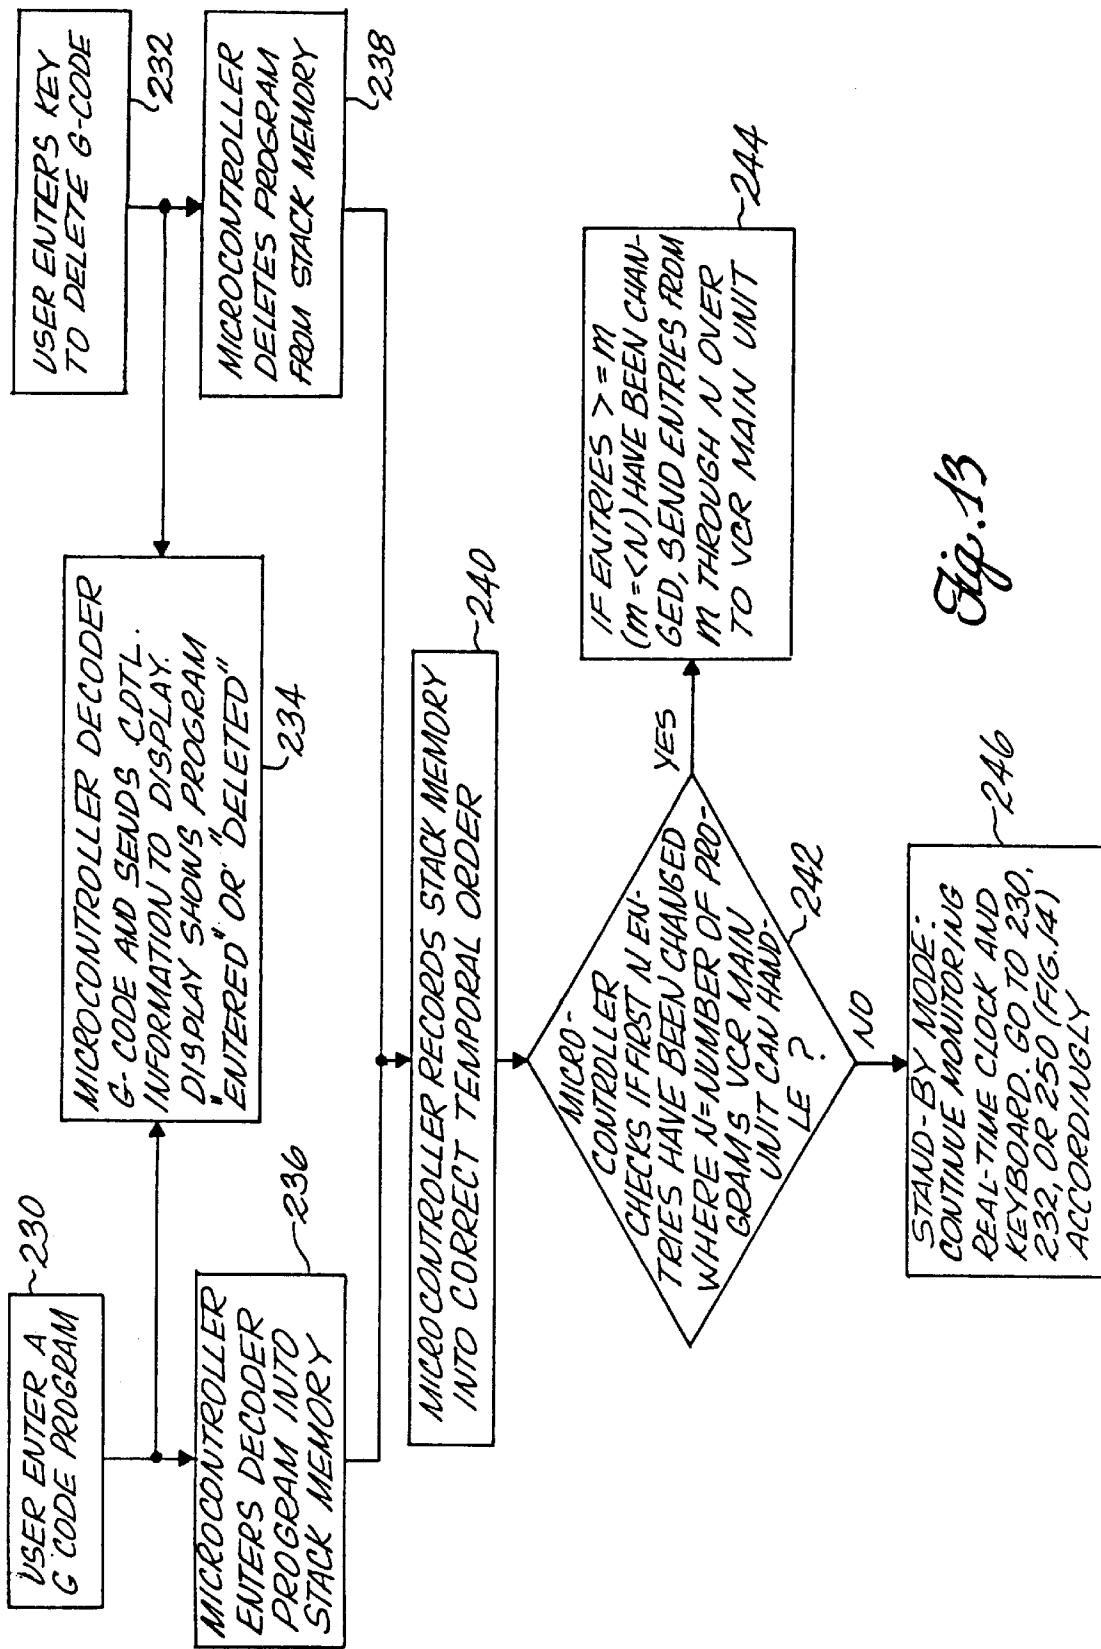 USER ENTER A
G CODE PROGRAM
230
USER ENTERS KEY
TO DELETE G-CODE
232
MICROCONTROLLER DECODER
G-CODE AND SENDS CDTL.
INFORMATION TO DISPLAY.
DISPLAY SHOWS PROGRAM
"ENTERED" OR "DELETED"
234
MICROCONTROLLER
ENTERS DECODER
PROGRAM INTO
STACK MEMORY
236
MICROCONTROLLER
DELETES PROGRAM
FROM STACK MEMORY
238
MICROCONTROLLER RECORDS STACK MEMORY
INTO CORRECT TEMPORAL ORDER
240
MICRO-
CONTROLLER
CHECKS IF FIRST N EN-
TRIES HAVE BEEN CHANGED
WHERE N=NUMBER OF PRO-
GRAMS VCR MAIN
UNIT CAN HAND-
LE ?
242
YES
IF ENTRIES >=M
(M=<N) HAVE BEEN CHAN-
GED, SEND ENTRIES FROM
M THROUGH N OVER
TO VCR MAIN UNIT
244
NO
STAND-BY MODE:
CONTINUE MONITORING
REAL-TIME CLOCK AND
KEYBOARD. GO TO 230,
232, OR 250 (FIG.14)
ACCORDINGLY
246
Fig.13